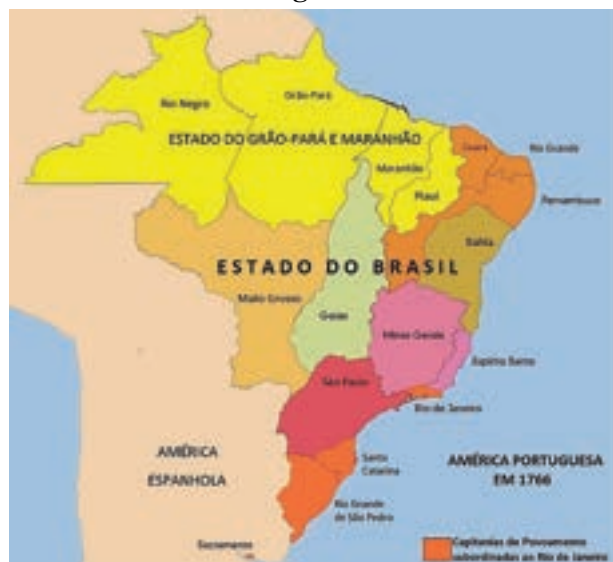 Rio Negro
Grão-Pará
ESTADO DO GRÃO-PARÁ E MARANHÃO
Maranhão
Piauí
Ceará
Rio Grande
Pernambuco
Bahia
ESTADO DO BRASIL
Mato Grosso
Goiás
Minas Gerais
Espírito Santo
São Paulo
Rio de Janeiro
AMÉRICA
ESPANHOLA
Santa
Catarina
AMÉRICA PORTUGUESA
EM 1766
Rio Grande
de São Pedro
Sacramento
Capitanias de Povoamento
subordinadas ao Rio de Janeiro